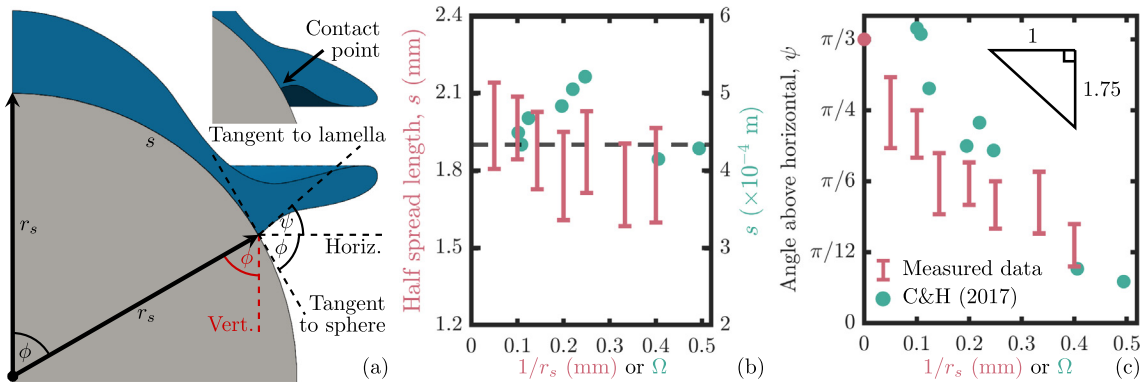 Contact
point
s
Tangent to lamella
r_s
ψ
ϕ
ϕ
Horiz.
Tangent
to sphere
r_s
Vert.
ϕ
(a)
Half spread length, s (mm)
2.4
2.1
1.8
1.5
1.2
6
5
4
3
2
s (×10⁻⁴ m)
0 0.1 0.2 0.3 0.4 0.5
1/r_s (mm) or Ω
(b)
Angle above horizontal, ψ
π/3
π/4
π/6
π/12
0
1
1.75
Measured data
C&H (2017)
0 0.1 0.2 0.3 0.4 0.5
1/r_s (mm) or Ω
(c)